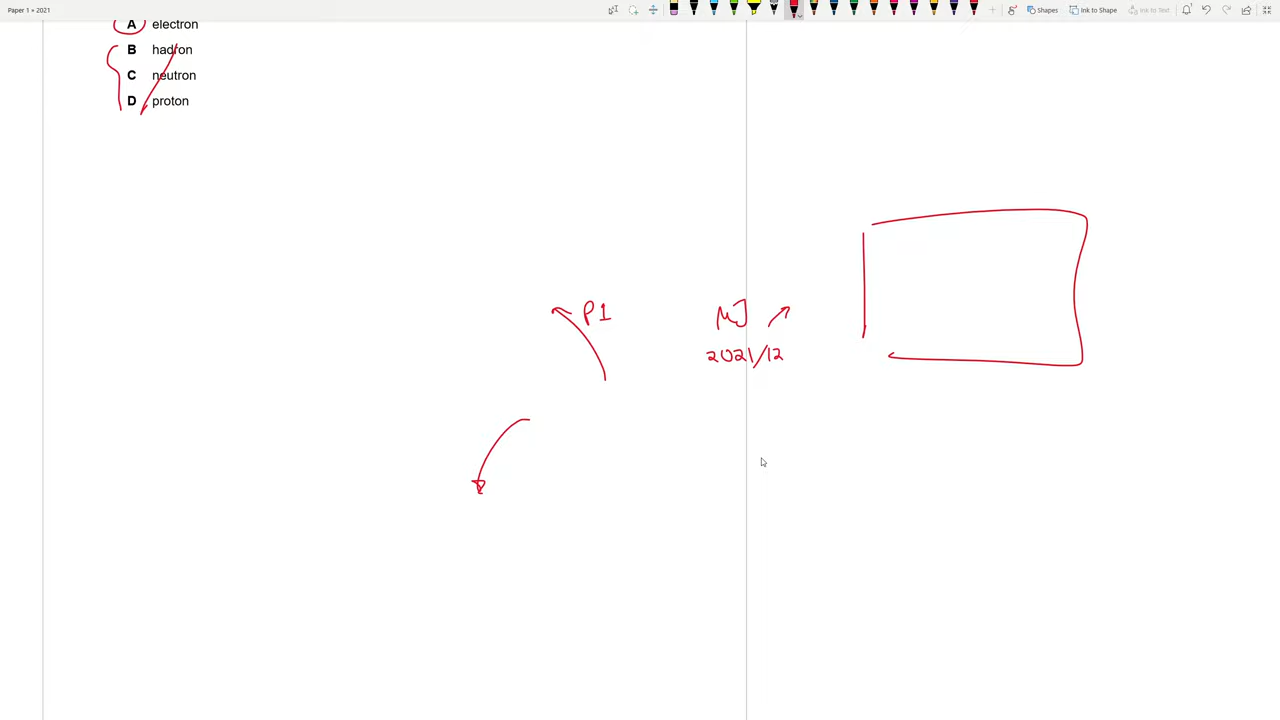 Paper 1 » 2021
Shapes
Ink to Shape
Ink to Text
A electron
B hadron
C neutron
D proton
P1
MJ
2021/12